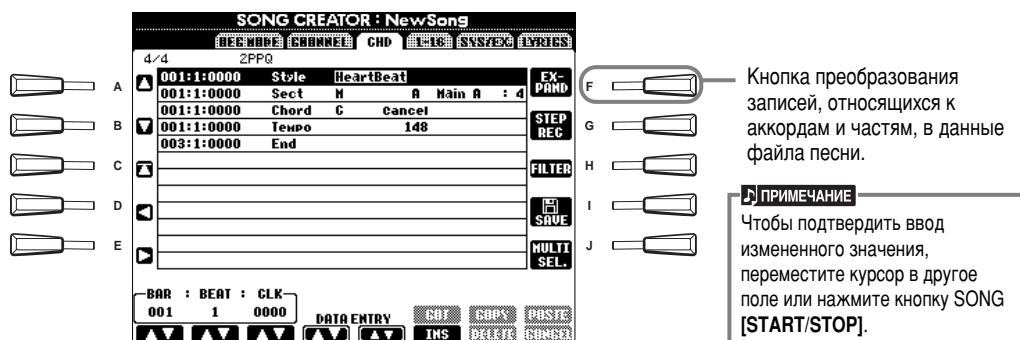 SONG CREATOR : NewSong
REC MODE CHANNEL CHD 1-16 SYS/EX. LYRICS
4/4 2PPQ
001:1:0000 Style HeartBeat
001:1:0000 Sect M A Main A : 4
001:1:0000 Chord C Cancel
001:1:0000 Tempo 148
003:1:0000 End
EX-
PAND
STEP
REC
FILTER
SAVE
MULTI
SEL.
A
B
C
D
E
F
G
H
I
J
BAR : BEAT : CLK
001 1 0000
DATA ENTRY
CUT COPY PASTE
INS DELETE CANCEL
Кнопка преобразования
записей, относящихся к
аккордам и частям, в данные
файла песни.
ПРИМЕЧАНИЕ
Чтобы подтвердить ввод
измененного значения,
переместите курсор в другое
поле или нажмите кнопку SONG
[START/STOP].